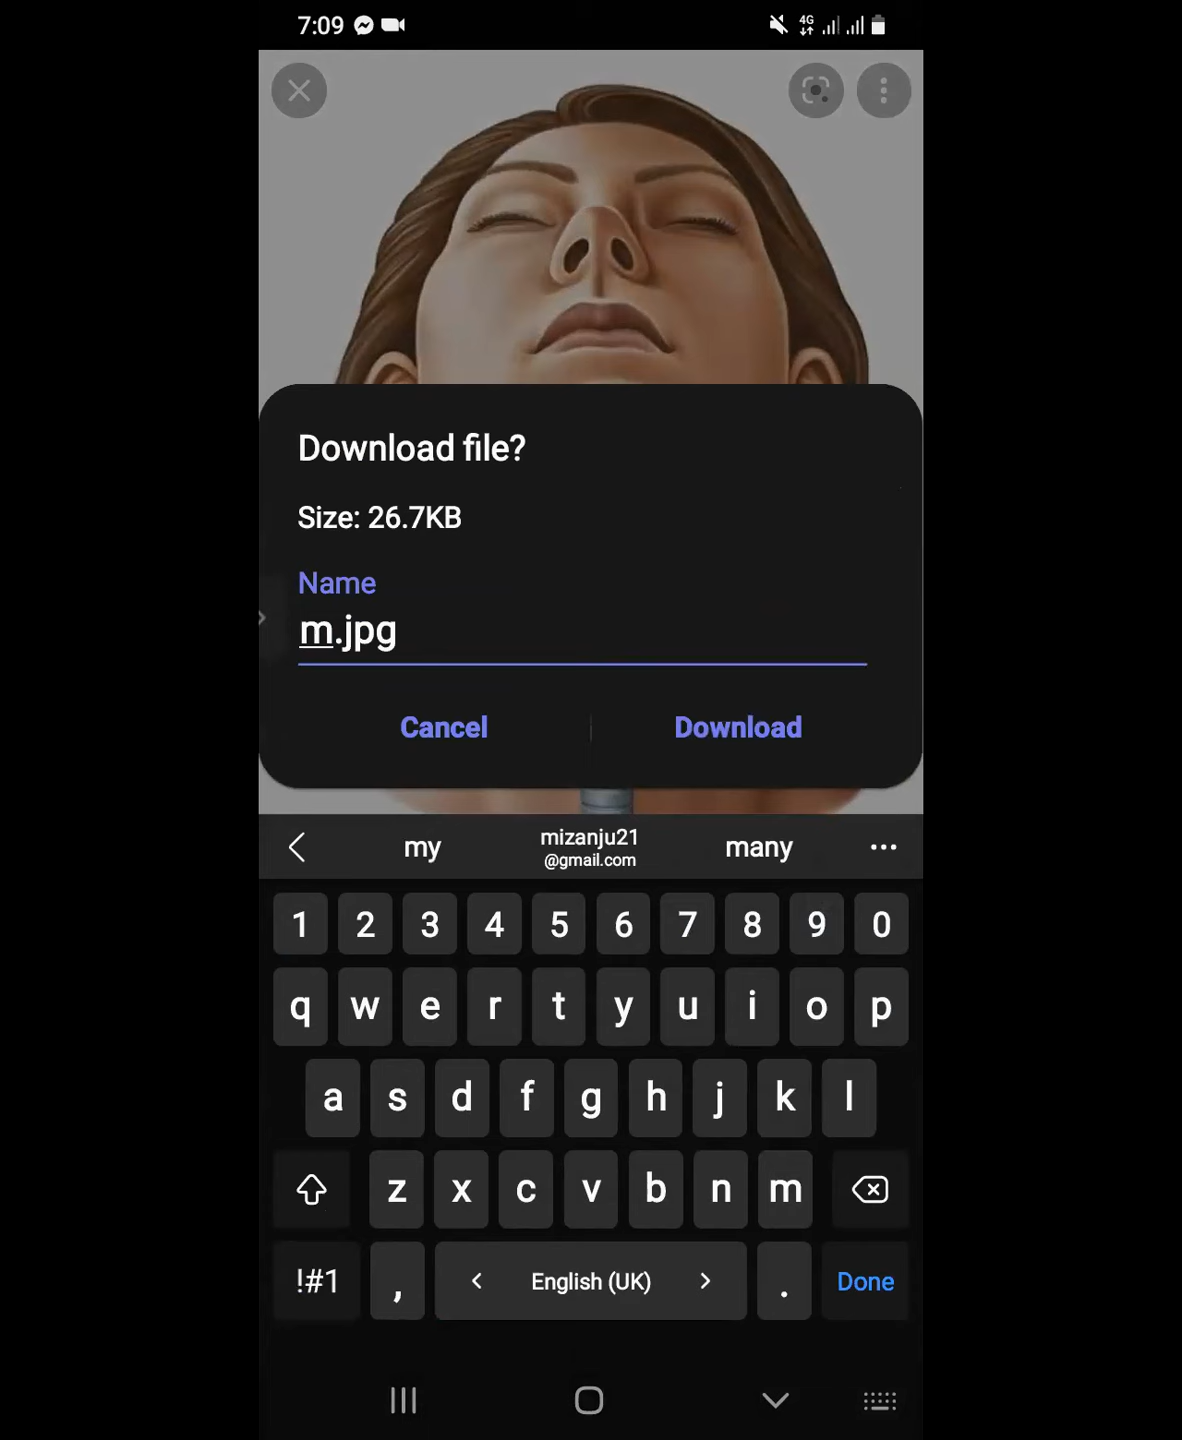 7:09
4G
Download file?
Size: 26.7KB
Name
m.jpg
Cancel Download
my mizanju21 many
@gmail.com
1 2 3 4 5 6 7 8 9 0
q w e r t y u i o p
a s d f g h j k l
z x c v b n m
!#1 , English (UK) . Done